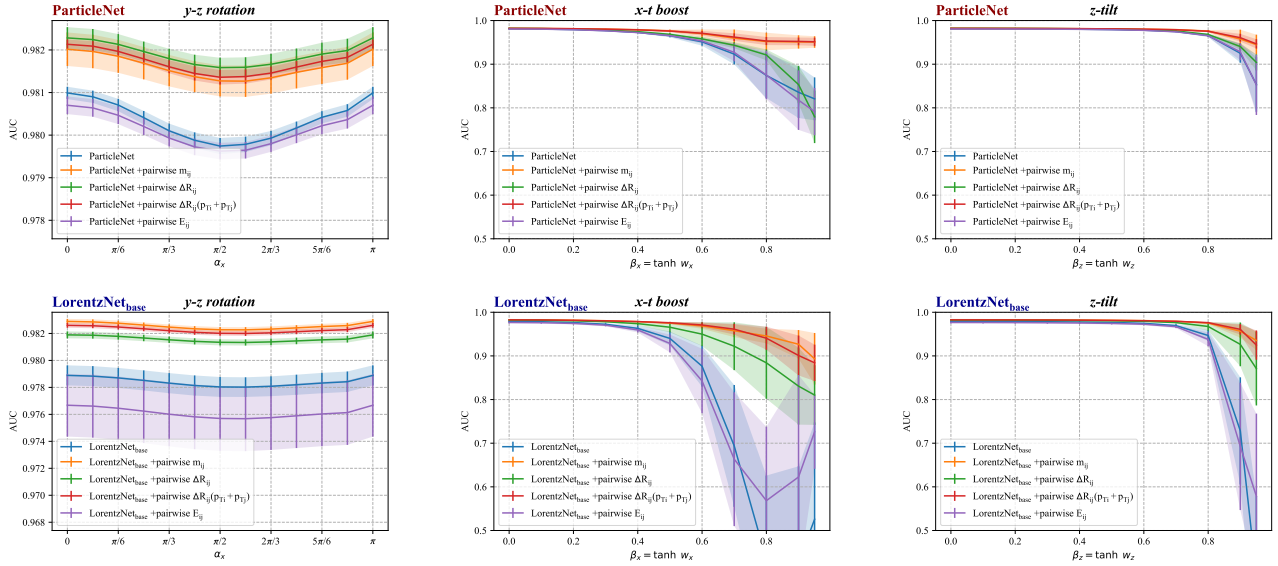 ParticleNet y-z rotation
0.982
0.981
0.980
0.979
0.978
AUC
ParticleNet
ParticleNet +pairwise m_ij
ParticleNet +pairwise ΔR_ij
ParticleNet +pairwise ΔR_ij(p_Ti + p_Tj)
ParticleNet +pairwise E_ij
0 π/6 π/3 π/2 2π/3 5π/6 π
α_x
ParticleNet x-t boost
1.0
0.9
0.8
0.7
0.6
0.5
AUC
ParticleNet
ParticleNet +pairwise m_ij
ParticleNet +pairwise ΔR_ij
ParticleNet +pairwise ΔR_ij(p_Ti + p_Tj)
ParticleNet +pairwise E_ij
0.0 0.2 0.4 0.6 0.8 1.0
β_x = tanh w_x
ParticleNet z-tilt
1.0
0.9
0.8
0.7
0.6
0.5
AUC
ParticleNet
ParticleNet +pairwise m_ij
ParticleNet +pairwise ΔR_ij
ParticleNet +pairwise ΔR_ij(p_Ti + p_Tj)
ParticleNet +pairwise E_ij
0.0 0.2 0.4 0.6 0.8 1.0
β_z = tanh w_z
LorentzNet_base y-z rotation
0.982
0.980
0.978
0.976
0.974
0.972
0.970
0.968
AUC
LorentzNet_base
LorentzNet_base +pairwise m_ij
LorentzNet_base +pairwise ΔR_ij
LorentzNet_base +pairwise ΔR_ij(p_Ti + p_Tj)
LorentzNet_base +pairwise E_ij
0 π/6 π/3 π/2 2π/3 5π/6 π
α_x
LorentzNet_base x-t boost
1.0
0.9
0.8
0.7
0.6
0.5
AUC
LorentzNet_base
LorentzNet_base +pairwise m_ij
LorentzNet_base +pairwise ΔR_ij
LorentzNet_base +pairwise ΔR_ij(p_Ti + p_Tj)
LorentzNet_base +pairwise E_ij
0.0 0.2 0.4 0.6 0.8 1.0
β_x = tanh w_x
LorentzNet_base z-tilt
1.0
0.9
0.8
0.7
0.6
0.5
AUC
LorentzNet_base
LorentzNet_base +pairwise m_ij
LorentzNet_base +pairwise ΔR_ij
LorentzNet_base +pairwise ΔR_ij(p_Ti + p_Tj)
LorentzNet_base +pairwise E_ij
0.0 0.2 0.4 0.6 0.8 1.0
β_z = tanh w_z